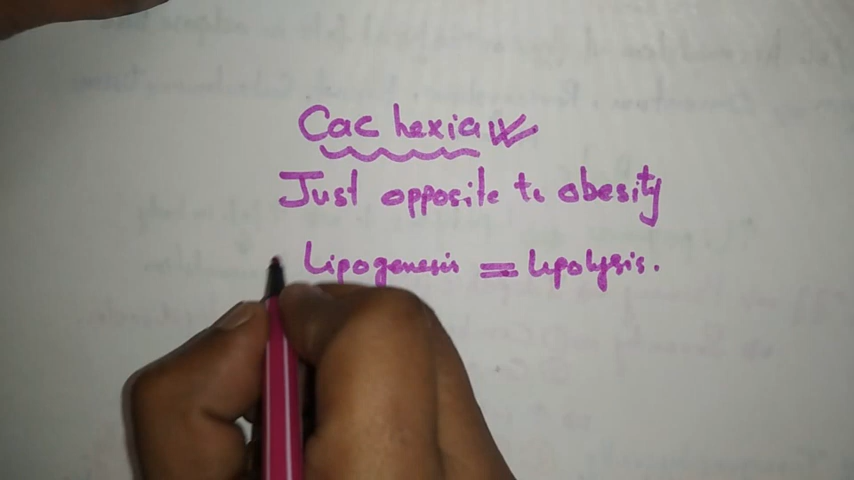 Cachexia
Just opposite to obesity
Lipogenesis = lipolysis.